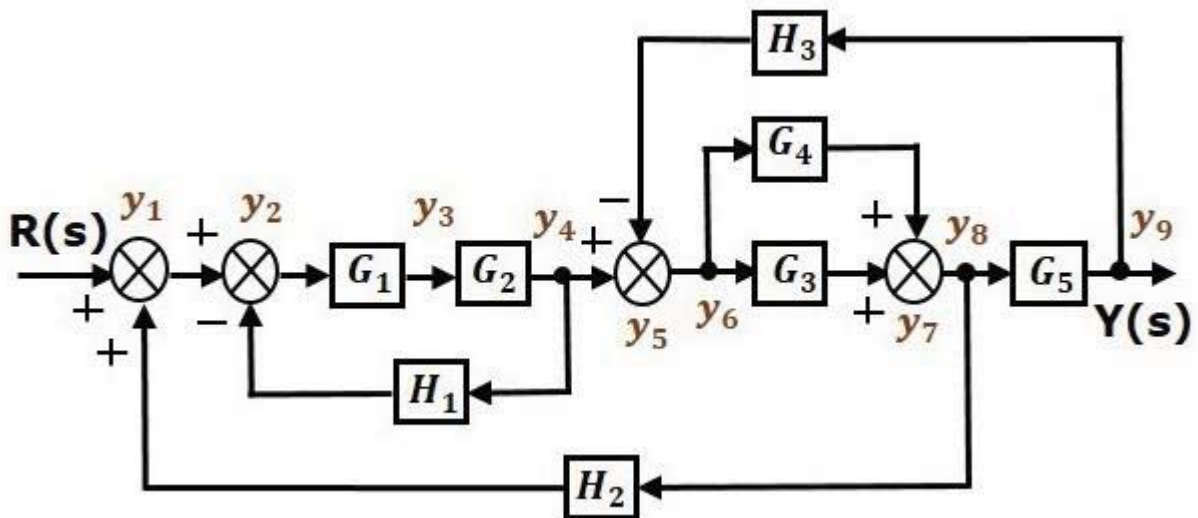 H₃
G₄
R(s) y₁ y₂ y₃ y₄ y₈ y₉
+ + − +
G₁ G₂ G₃ G₅
+ − + y₅ y₆ + y₇ Y(s)
H₁
H₂